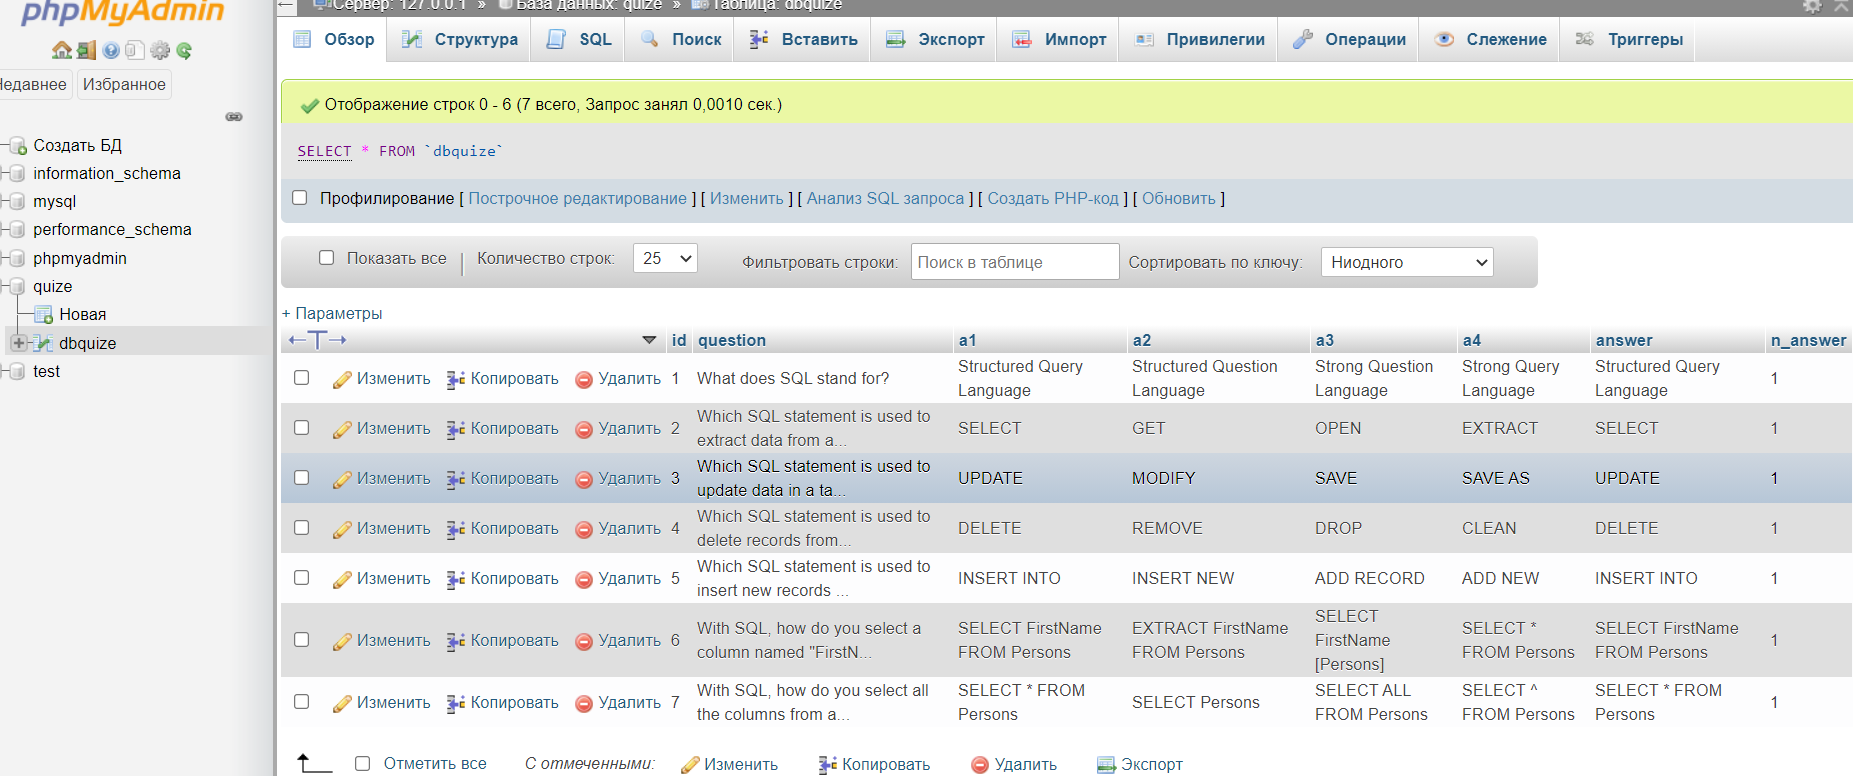 phpMyAdmin
Недавнее Избранное
Создать БД
information_schema
mysql
performance_schema
phpmyadmin
quize
Новая
dbquize
test
Сервер: 127.0.0.1 » База данных: quize » Таблица: dbquize
Обзор Структура SQL Поиск Вставить Экспорт Импорт Привилегии Операции Слежение Триггеры
Отображение строк 0 - 6 (7 всего, Запрос занял 0,0010 сек.)
SELECT * FROM `dbquize`
Профилирование [ Построчное редактирование ] [ Изменить ] [ Анализ SQL запроса ] [ Создать PHP-код ] [ Обновить ]
Показать все Количество строк: 25 Фильтровать строки: Поиск в таблице Сортировать по ключу: Ниодного
+ Параметры
←T→ id question a1 a2 a3 a4 answer n_answer
Изменить Копировать Удалить 1 What does SQL stand for? Structured Query Language Structured Question Language Strong Question Language Strong Query Language Structured Query Language 1
Изменить Копировать Удалить 2 Which SQL statement is used to extract data from a... SELECT GET OPEN EXTRACT SELECT 1
Изменить Копировать Удалить 3 Which SQL statement is used to update data in a ta... UPDATE MODIFY SAVE SAVE AS UPDATE 1
Изменить Копировать Удалить 4 Which SQL statement is used to delete records from... DELETE REMOVE DROP CLEAN DELETE 1
Изменить Копировать Удалить 5 Which SQL statement is used to insert new records ... INSERT INTO INSERT NEW ADD RECORD ADD NEW INSERT INTO 1
Изменить Копировать Удалить 6 With SQL, how do you select a column named "FirstN... SELECT FirstName FROM Persons EXTRACT FirstName FROM Persons SELECT FirstName [Persons] SELECT * FROM Persons SELECT FirstName FROM Persons 1
Изменить Копировать Удалить 7 With SQL, how do you select all the columns from a... SELECT * FROM Persons SELECT Persons SELECT ALL FROM Persons SELECT ^ FROM Persons SELECT * FROM Persons 1
Отметить все С отмеченными: Изменить Копировать Удалить Экспорт